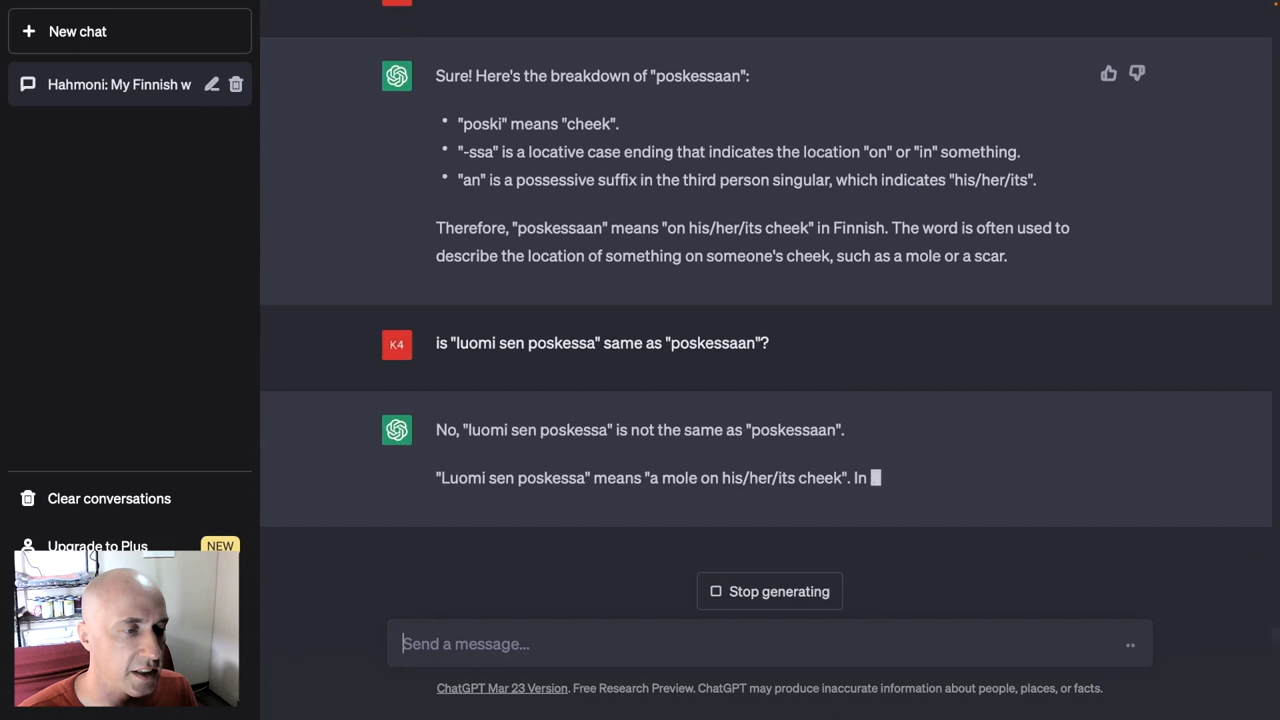 New chat
Hahmoni: My Finnish w
Sure! Here's the breakdown of "poskessaan":
• "poski" means "cheek".
• "-ssa" is a locative case ending that indicates the location "on" or "in" something.
• "an" is a possessive suffix in the third person singular, which indicates "his/her/its".
Therefore, "poskessaan" means "on his/her/its cheek" in Finnish. The word is often used to
describe the location of something on someone's cheek, such as a mole or a scar.
K4
is "luomi sen poskessa" same as "poskessaan"?
No, "luomi sen poskessa" is not the same as "poskessaan".
"Luomi sen poskessa" means "a mole on his/her/its cheek". In
Clear conversations
Upgrade to Plus
NEW
Stop generating
Send a message...
ChatGPT Mar 23 Version. Free Research Preview. ChatGPT may produce inaccurate information about people, places, or facts.